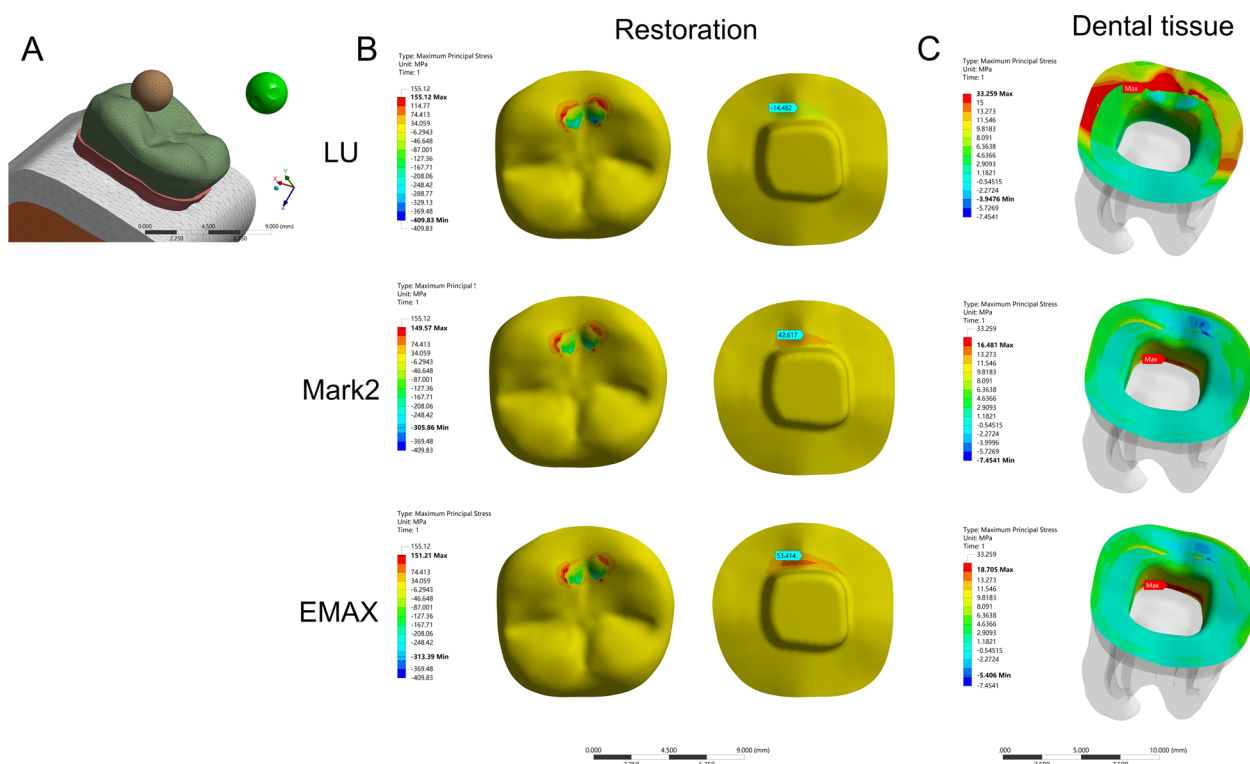 A
B
Restoration
C
Dental tissue
X
Y
Z
0.000
4.500
9.000 (mm)
2.250
6.750
LU
Type: Maximum Principal Stress
Unit: MPa
Time: 1
155.12
155.12 Max
114.77
74.413
34.059
-6.2943
-46.648
-87.001
-127.36
-167.71
-208.06
-248.42
-288.77
-329.13
-369.48
-409.83 Min
-409.83
-14.482
Type: Maximum Principal Stress
Unit: MPa
Time: 1
33.259 Max
15
13.273
11.546
9.8183
8.091
6.3638
4.6366
2.9093
1.1821
-0.54515
-2.2724
-3.9476 Min
-5.7269
-7.4541
Max
Mark2
Type: Maximum Principal
Unit: MPa
Time: 1
155.12
149.57 Max
74.413
34.059
-6.2943
-46.648
-87.001
-127.36
-167.71
-208.06
-248.42
-305.86 Min
-369.48
-409.83
42.617
Type: Maximum Principal Stress
Unit: MPa
Time: 1
33.259
16.481 Max
13.273
11.546
9.8183
8.091
6.3638
4.6366
2.9093
1.1821
-0.54515
-2.2724
-3.9996
-5.7269
-7.4541 Min
Max
EMAX
Type: Maximum Principal Stress
Unit: MPa
Time: 1
155.12
151.21 Max
74.413
34.059
-6.2943
-46.648
-87.001
-127.36
-167.71
-208.06
-248.42
-313.39 Min
-369.48
-409.83
53.414
Type: Maximum Principal Stress
Unit: MPa
Time: 1
33.259
18.705 Max
13.273
11.546
9.8183
8.091
6.3638
4.6366
2.9093
1.1821
-0.54515
-2.2724
-5.406 Min
-7.4541
Max
0.000
4.500
9.000 (mm)
.000
5.000
10.000 (mm)